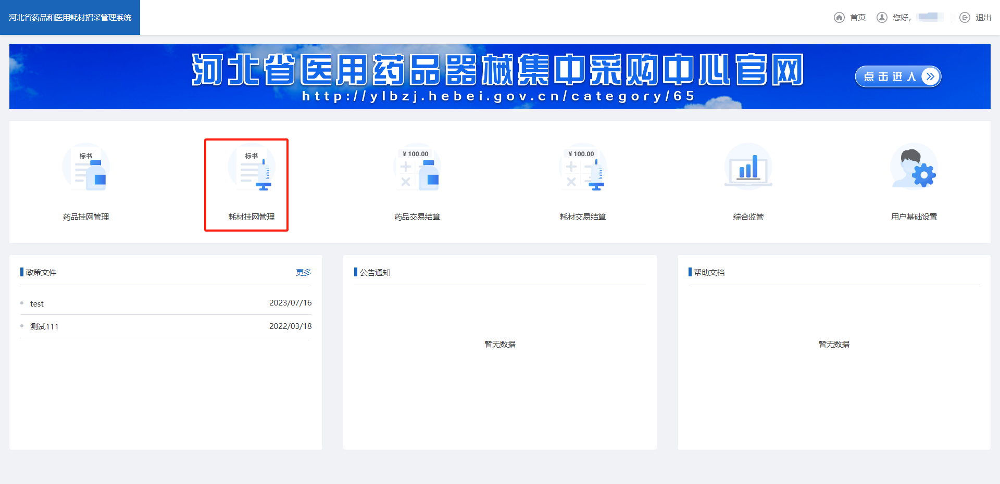 河北省药品和医用耗材招采管理系统
首页
您好,
退出
河北省医用药品器械集中采购中心官网
http://ylbzj.hebei.gov.cn/category/65
点击进入
标书
药品挂网管理
标书
耗材挂网管理
¥ 100.00
药品交易结算
¥ 100.00
耗材交易结算
综合监管
用户基础设置
政策文件
更多
test
2023/07/16
测试111
2022/03/18
公告通知
暂无数据
帮助文档
暂无数据